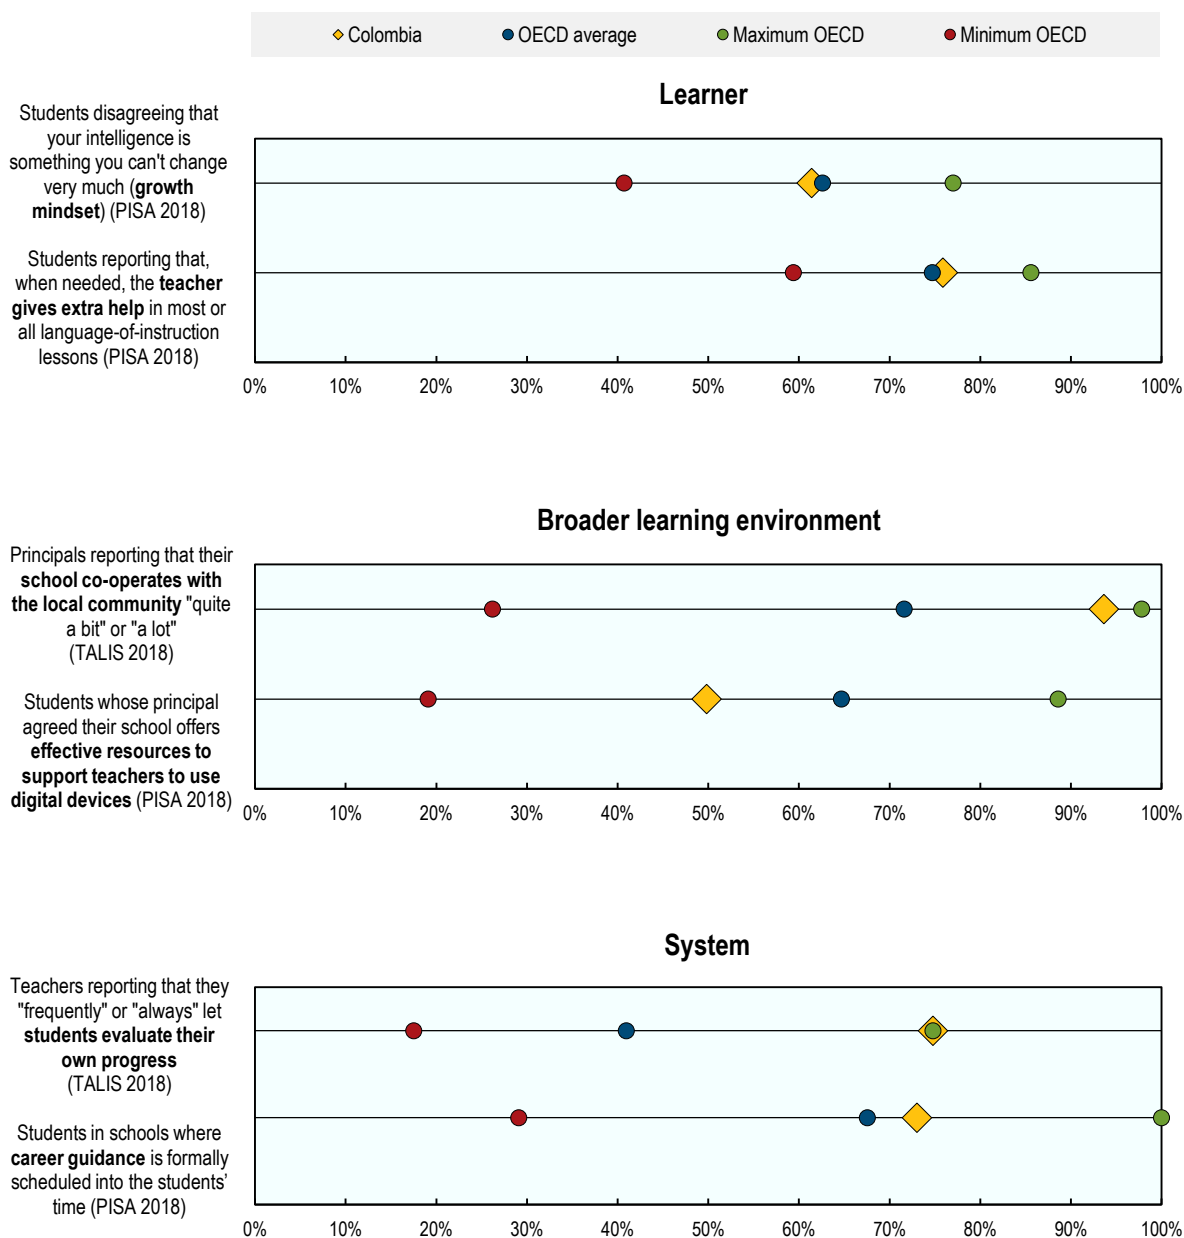 Colombia OECD average Maximum OECD Minimum OECD
Learner
Students disagreeing that
your intelligence is
something you can't change
very much (growth
mindset) (PISA 2018)
Students reporting that,
when needed, the teacher
gives extra help in most or
all language-of-instruction
lessons (PISA 2018)
0% 10% 20% 30% 40% 50% 60% 70% 80% 90% 100%
Broader learning environment
Principals reporting that their
school co-operates with
the local community "quite
a bit" or "a lot"
(TALIS 2018)
Students whose principal
agreed their school offers
effective resources to
support teachers to use
digital devices (PISA 2018)
0% 10% 20% 30% 40% 50% 60% 70% 80% 90% 100%
System
Teachers reporting that they
"frequently" or "always" let
students evaluate their
own progress
(TALIS 2018)
Students in schools where
career guidance is formally
scheduled into the students’
time (PISA 2018)
0% 10% 20% 30% 40% 50% 60% 70% 80% 90% 100%